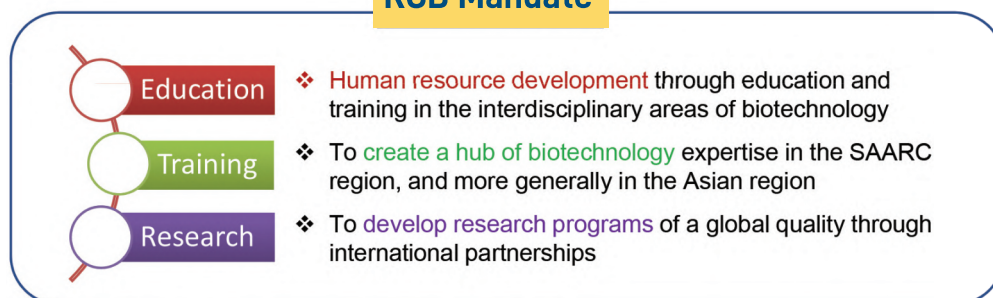 Mandate
Education
❖ Human resource development through education and
training in the interdisciplinary areas of biotechnology
Training
❖ To create a hub of biotechnology expertise in the SAARC
region, and more generally in the Asian region
Research
❖ To develop research programs of a global quality through
international partnerships